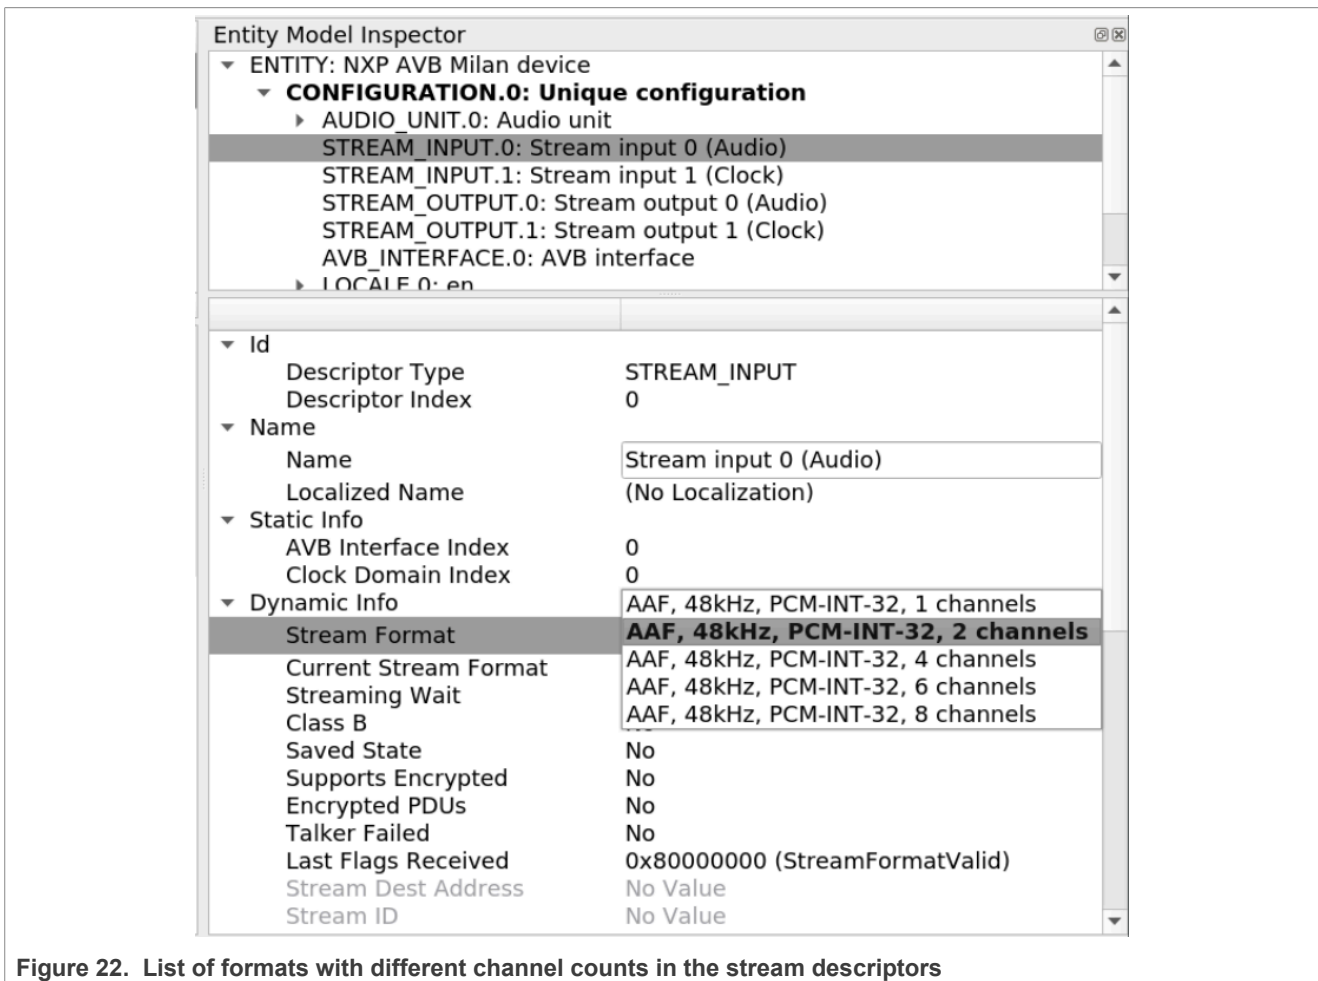 Entity Model Inspector
ENTITY: NXP AVB Milan device
CONFIGURATION.0: Unique configuration
AUDIO_UNIT.0: Audio unit
STREAM_INPUT.0: Stream input 0 (Audio)
STREAM_INPUT.1: Stream input 1 (Clock)
STREAM_OUTPUT.0: Stream output 0 (Audio)
STREAM_OUTPUT.1: Stream output 1 (Clock)
AVB_INTERFACE.0: AVB interface
LOCALE.0: en
Id
Descriptor Type STREAM_INPUT
Descriptor Index 0
Name
Name Stream input 0 (Audio)
Localized Name (No Localization)
Static Info
AVB Interface Index 0
Clock Domain Index 0
Dynamic Info AAF, 48kHz, PCM-INT-32, 1 channels
Stream Format AAF, 48kHz, PCM-INT-32, 2 channels
Current Stream Format AAF, 48kHz, PCM-INT-32, 4 channels
Streaming Wait AAF, 48kHz, PCM-INT-32, 6 channels
Class B AAF, 48kHz, PCM-INT-32, 8 channels
Saved State No
Supports Encrypted No
Encrypted PDUs No
Talker Failed No
Last Flags Received 0x80000000 (StreamFormatValid)
Stream Dest Address No Value
Stream ID No Value
Figure 22. List of formats with different channel counts in the stream descriptors